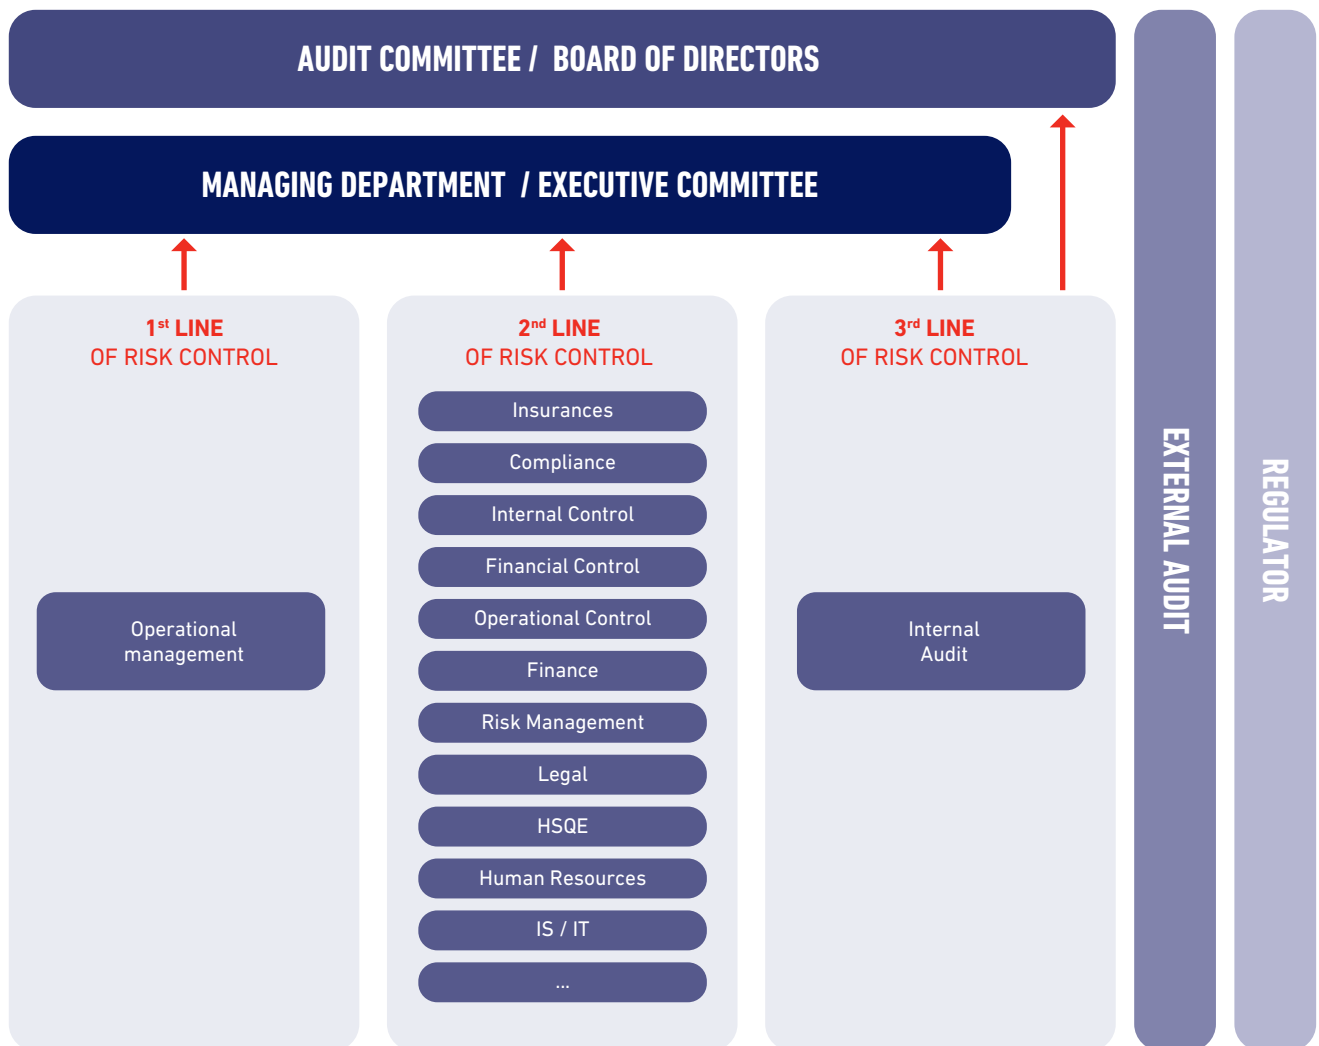 AUDIT COMMITTEE / BOARD OF DIRECTORS
MANAGING DEPARTMENT / EXECUTIVE COMMITTEE
1st LINE
OF RISK CONTROL
Operational
management
2nd LINE
OF RISK CONTROL
Insurances
Compliance
Internal Control
Financial Control
Operational Control
Finance
Risk Management
Legal
HSQE
Human Resources
IS / IT
...
3rd LINE
OF RISK CONTROL
Internal
Audit
EXTERNAL AUDIT
REGULATOR